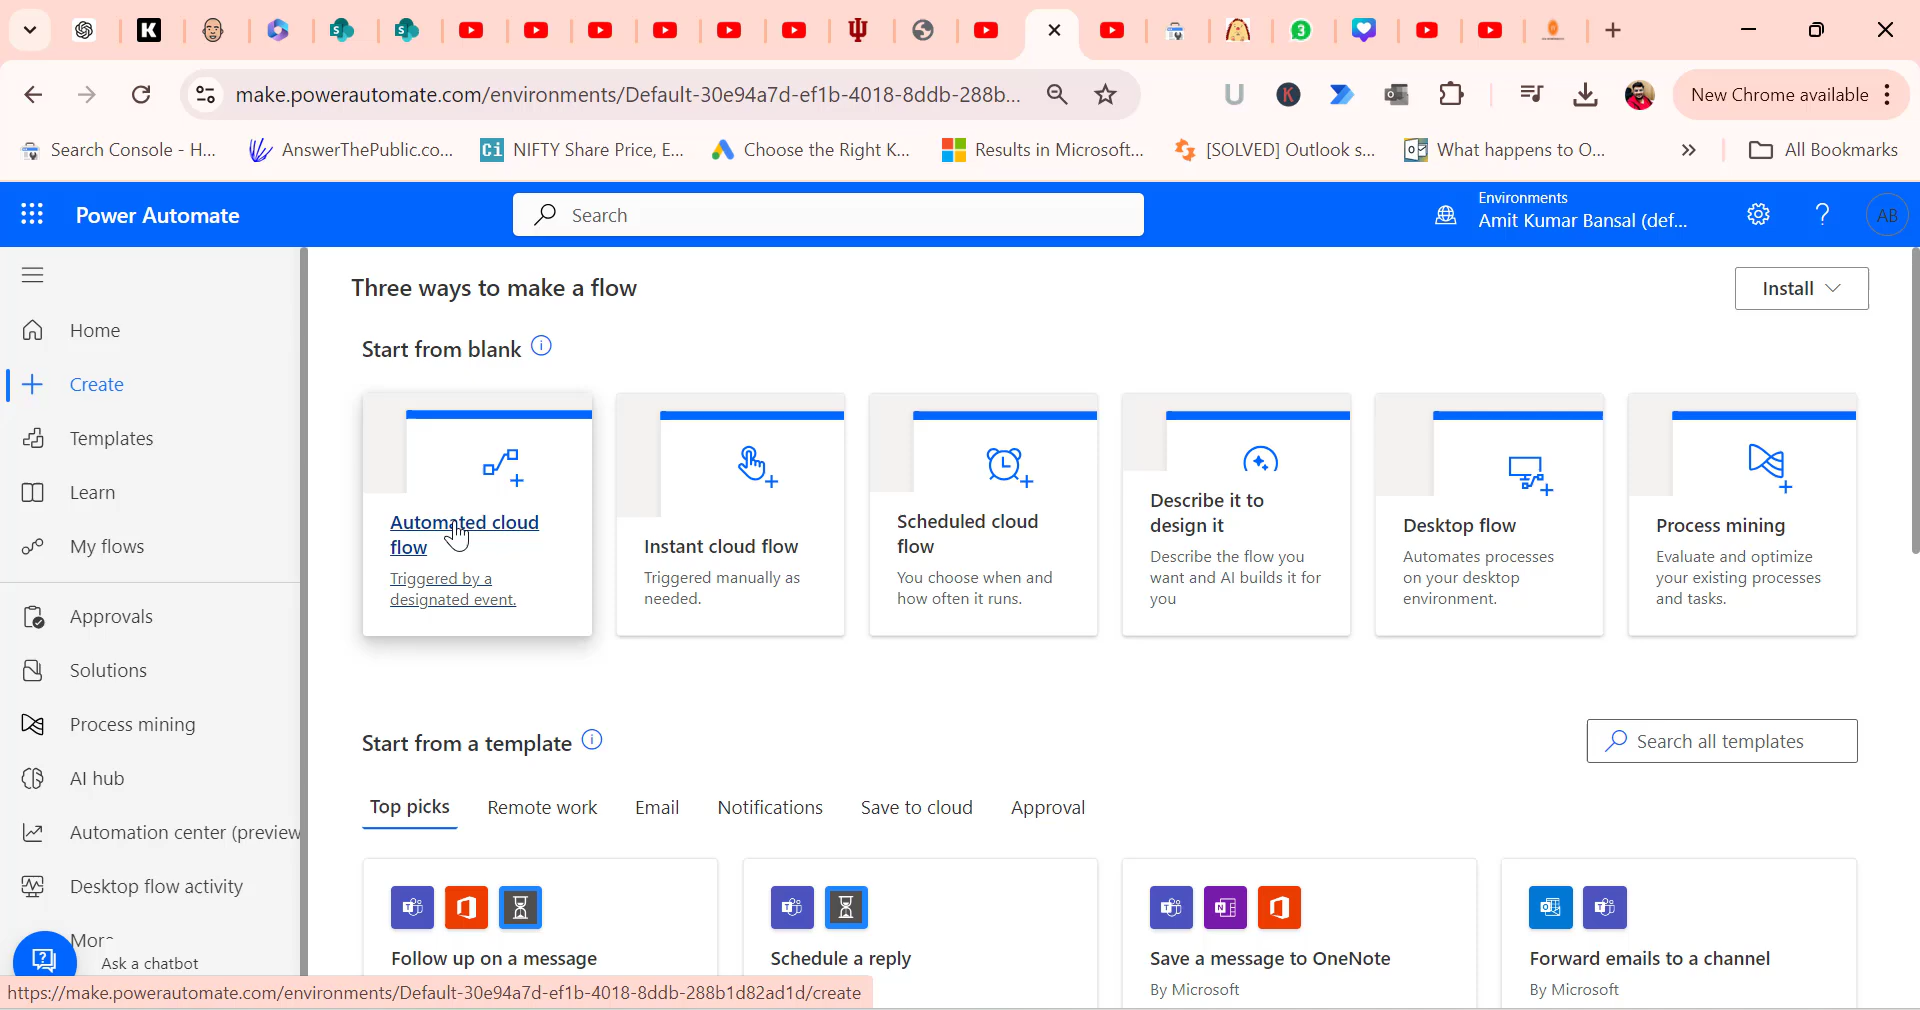 make.powerautomate.com/environments/Default-30e94a7d-ef1b-4018-8ddb-288b...
New Chrome available
Search Console - H...
AnswerThePublic.co...
NIFTY Share Price, E...
Choose the Right K...
Results in Microsoft...
[SOLVED] Outlook s...
What happens to O...
All Bookmarks
Power Automate
Search
Environments
Amit Kumar Bansal (def...
AB
Home
Create
Templates
Learn
My flows
Approvals
Solutions
Process mining
AI hub
Automation center (preview
Desktop flow activity
Ask a chatbot
Three ways to make a flow
Install
Start from blank
Automated cloud
flow
Triggered by a
designated event.
Instant cloud flow
Triggered manually as
needed.
Scheduled cloud
flow
You choose when and
how often it runs.
Describe it to
design it
Describe the flow you
want and AI builds it for
you
Desktop flow
Automates processes
on your desktop
environment.
Process mining
Evaluate and optimize
your existing processes
and tasks.
Start from a template
Search all templates
Top picks
Remote work
Email
Notifications
Save to cloud
Approval
Follow up on a message
Schedule a reply
Save a message to OneNote
By Microsoft
Forward emails to a channel
By Microsoft
https://make.powerautomate.com/environments/Default-30e94a7d-ef1b-4018-8ddb-288b1d82ad1d/create